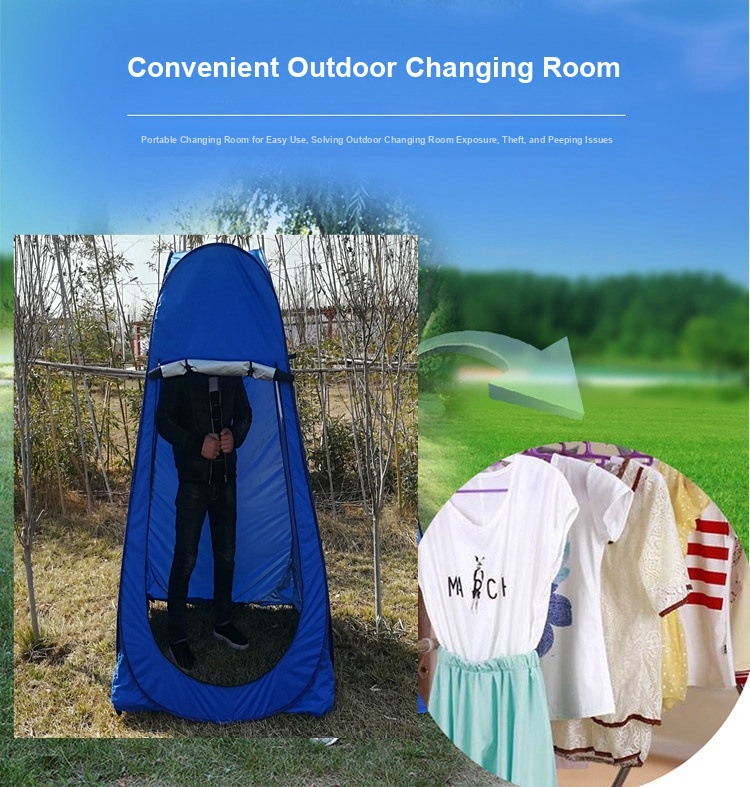 Convenient Outdoor Changing Room
Portable Changing Room for Easy Use, Solving Outdoor Changing Room Exposure, Theft, and Peeping Issues
MARCH